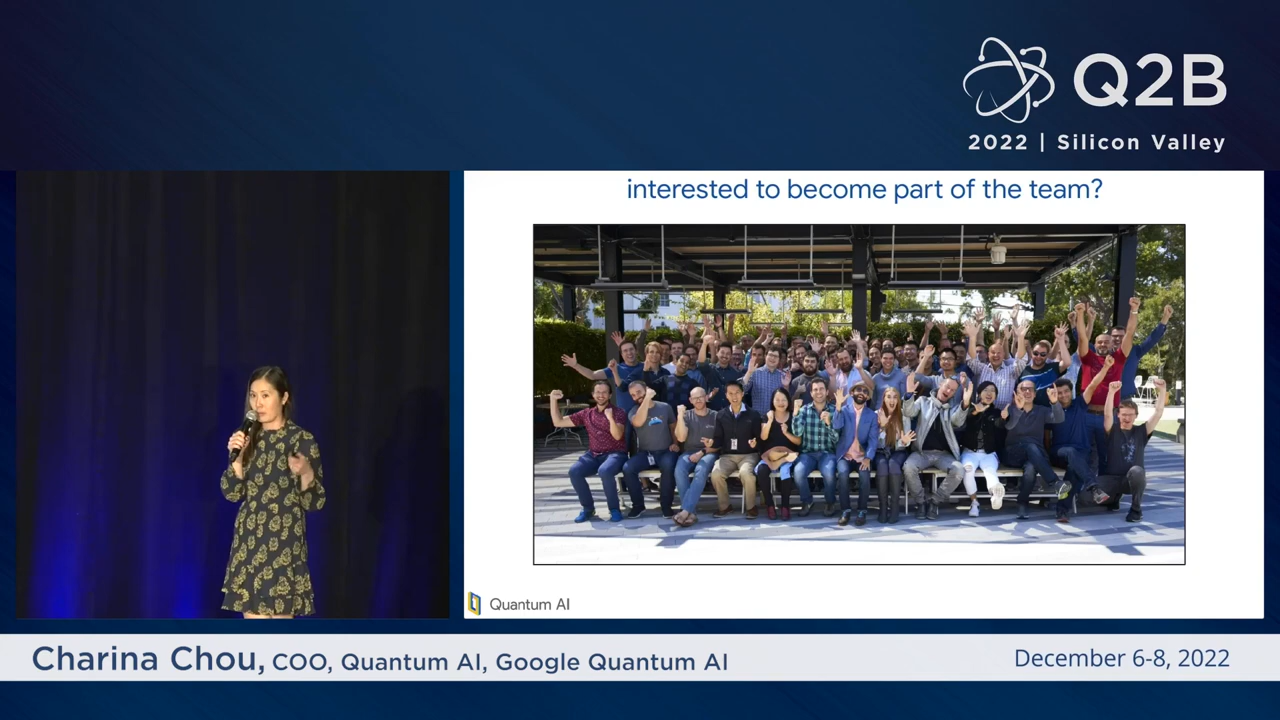 Q2B
2022 | Silicon Valley
interested to become part of the team?
Quantum AI
Charina Chou, COO, Quantum AI, Google Quantum AI
December 6-8, 2022